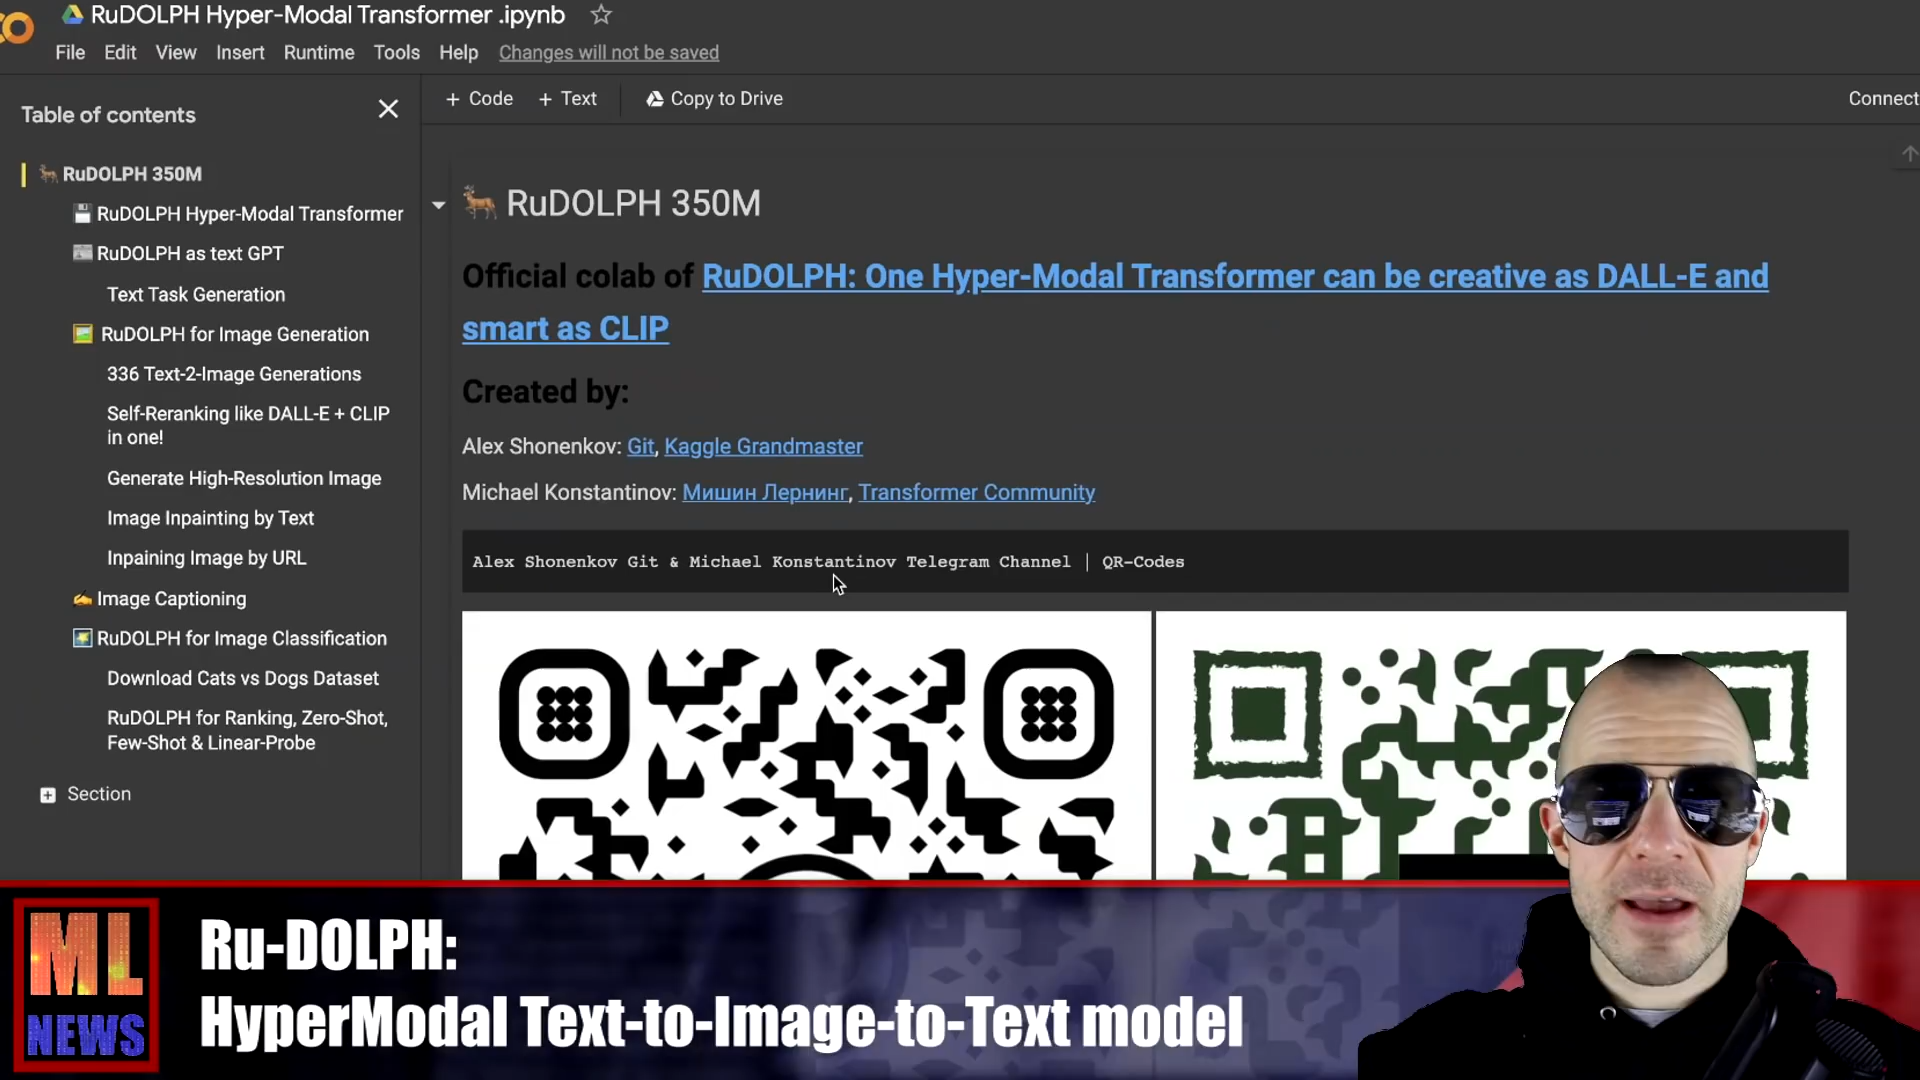 RuDOLPH Hyper-Modal Transformer .ipynb
File Edit View Insert Runtime Tools Help Changes will not be saved
Table of contents
RuDOLPH 350M
RuDOLPH Hyper-Modal Transformer
RuDOLPH as text GPT
Text Task Generation
RuDOLPH for Image Generation
336 Text-2-Image Generations
Self-Reranking like DALL-E + CLIP
in one!
Generate High-Resolution Image
Image Inpainting by Text
Inpaining Image by URL
Image Captioning
RuDOLPH for Image Classification
Download Cats vs Dogs Dataset
RuDOLPH for Ranking, Zero-Shot,
Few-Shot & Linear-Probe
Section
+ Code + Text Copy to Drive Connect
RuDOLPH 350M
Official colab of RuDOLPH: One Hyper-Modal Transformer can be creative as DALL-E and
smart as CLIP
Created by:
Alex Shonenkov: Git, Kaggle Grandmaster
Michael Konstantinov: Мишин Лернинг, Transformer Community
Alex Shonenkov Git & Michael Konstantinov Telegram Channel | QR-Codes
ML
NEWS
Ru-DOLPH:
HyperModal Text-to-Image-to-Text model